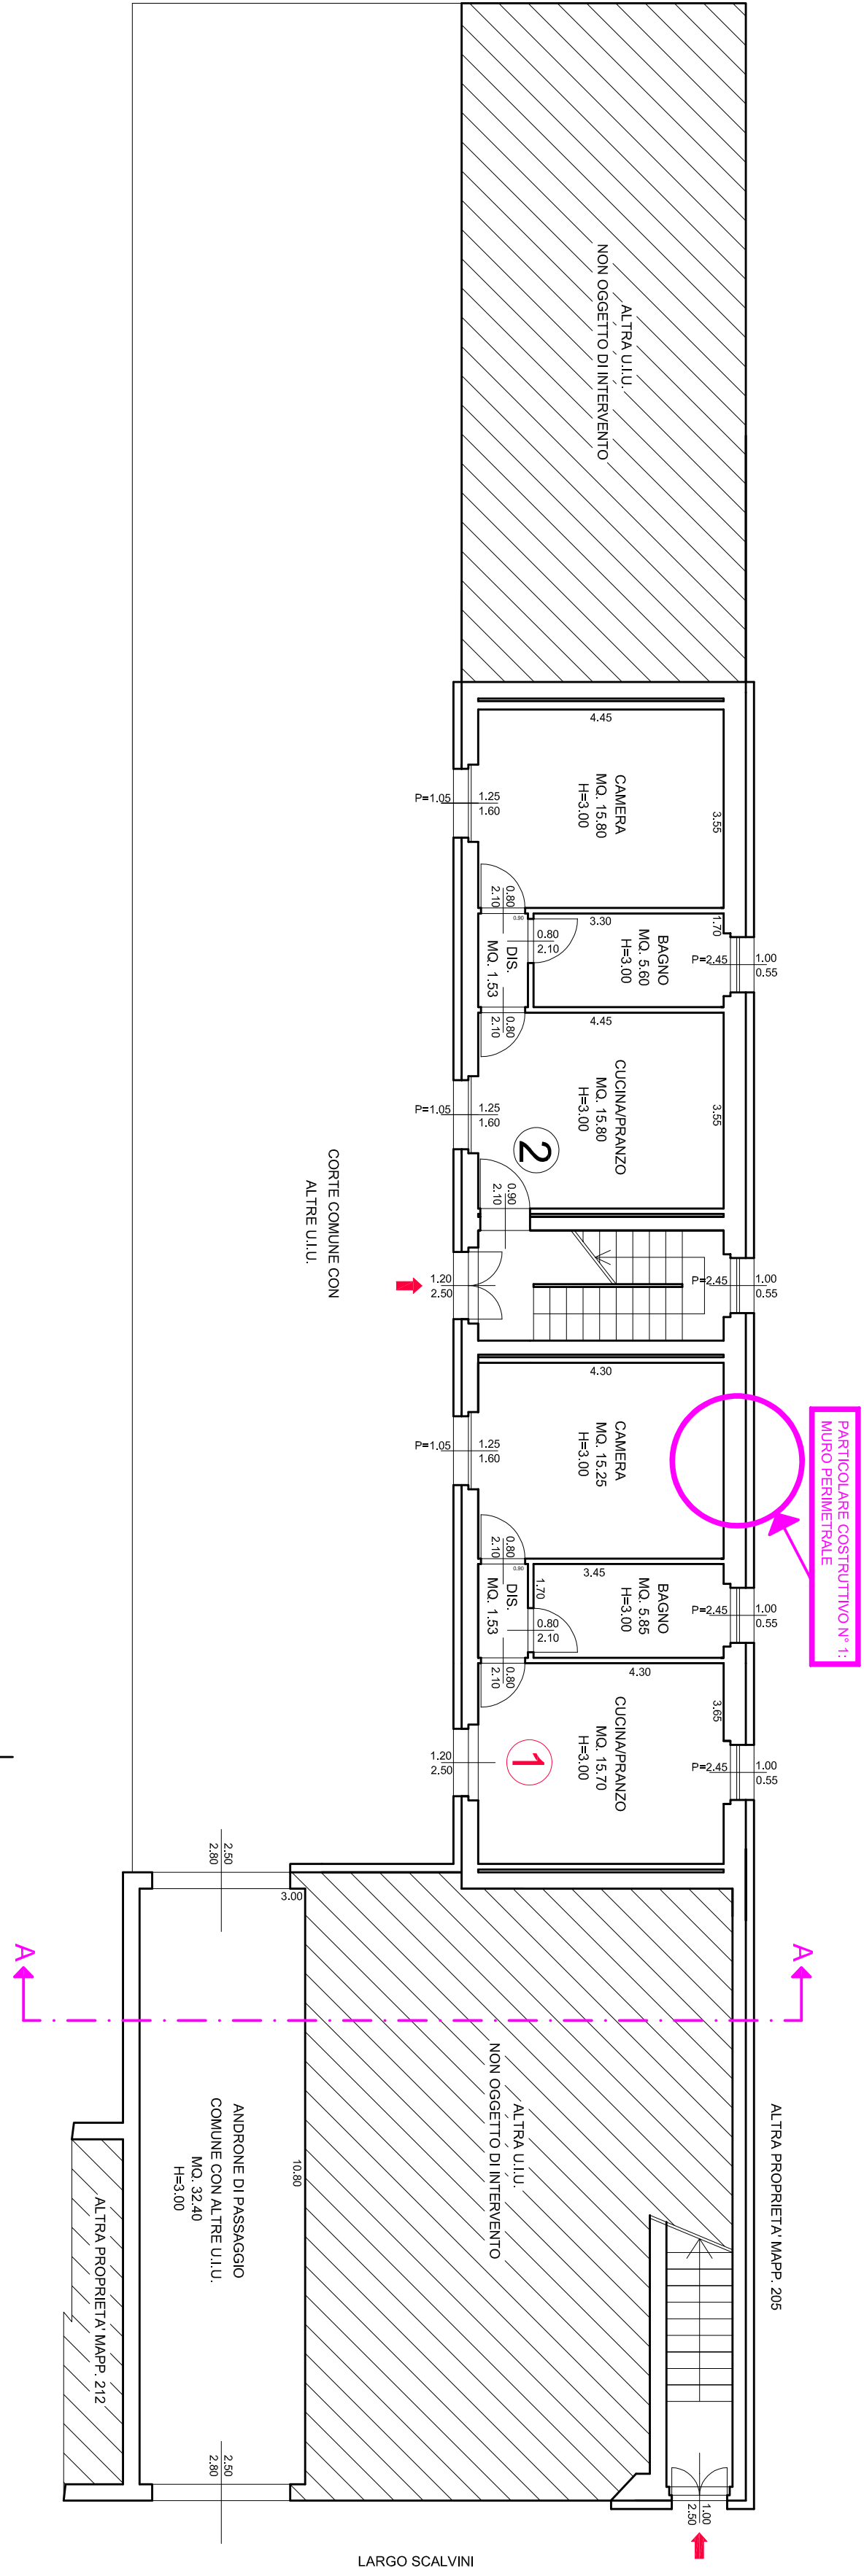 ALTRA U.I.U.
NON OGGETTO DI INTERVENTO
4.45
3.55
CAMERA
MQ. 15.80
H=3.00
P=1.05
1.25
1.60
0.80
2.10
0.90
3.30
1.70
BAGNO
MQ. 5.60
H=3.00
P=2.45
1.00
0.55
0.80
2.10
DIS.
MQ. 1.53
0.80
2.10
4.45
3.55
CUCINA/PRANZO
MQ. 15.80
H=3.00
P=1.05
1.25
1.60
2
0.90
2.10
CORTE COMUNE CON
ALTRE U.I.U.
P=2.45
1.00
0.55
1.20
2.50
4.30
CAMERA
MQ. 15.25
H=3.00
P=1.05
1.25
1.60
PARTICOLARE COSTRUTTIVO N° 1:
MURO PERIMETRALE
0.80
2.10
0.90
3.45
1.70
BAGNO
MQ. 5.85
H=3.00
P=2.45
1.00
0.55
0.80
2.10
DIS.
MQ. 1.53
0.80
2.10
4.30
3.65
CUCINA/PRANZO
MQ. 15.70
H=3.00
P=2.45
1.00
0.55
1.20
2.50
1
2.50
2.80
3.00
A
A
ALTRA U.I.U.
NON OGGETTO DI INTERVENTO
ALTRA PROPRIETA' MAPP. 205
10.80
ANDRONE DI PASSAGGIO
COMUNE CON ALTRE U.I.U.
MQ. 32.40
H=3.00
ALTRA PROPRIETA' MAPP. 212
2.50
2.80
1.00
2.50
LARGO SCALVINI